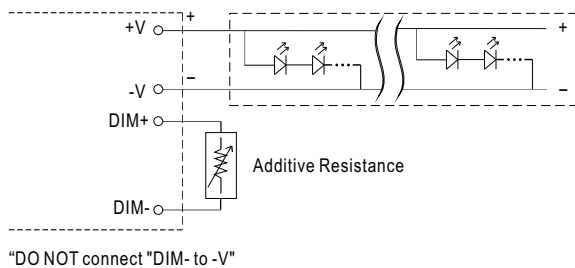 +V
+
+
-V
–
–
DIM+
Additive Resistance
DIM-
“DO NOT connect "DIM- to -V"